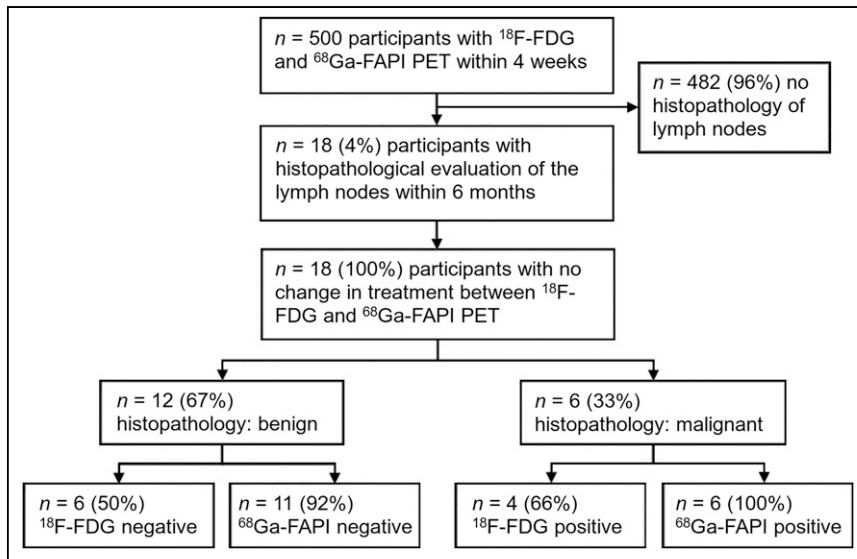 n = 500 participants with ¹⁸F-FDG
and ⁶⁸Ga-FAPI PET within 4 weeks
n = 482 (96%) no
histopathology of
lymph nodes
n = 18 (4%) participants with
histopathological evaluation of the
lymph nodes within 6 months
n = 18 (100%) participants with no
change in treatment between ¹⁸F-
FDG and ⁶⁸Ga-FAPI PET
n = 12 (67%)
histopathology: benign
n = 6 (33%)
histopathology: malignant
n = 6 (50%)
¹⁸F-FDG negative
n = 11 (92%)
⁶⁸Ga-FAPI negative
n = 4 (66%)
¹⁸F-FDG positive
n = 6 (100%)
⁶⁸Ga-FAPI positive